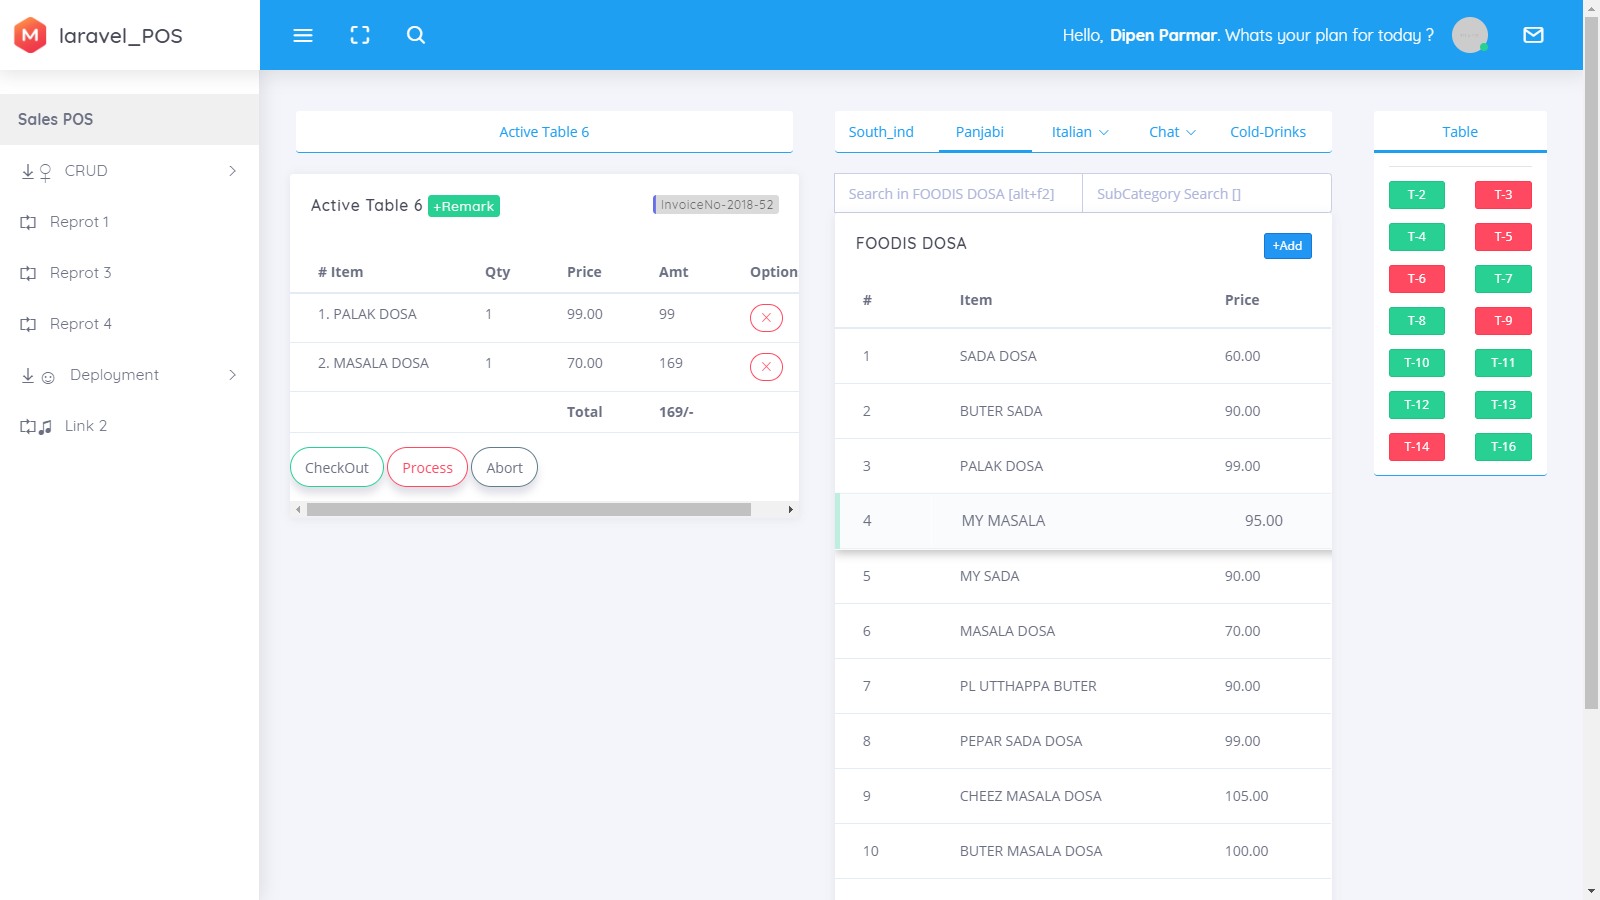 laravel_POS
Hello, Dipen Parmar. Whats your plan for today ?
Sales POS
CRUD
Reprot 1
Reprot 3
Reprot 4
Deployment
Link 2
Active Table 6
Active Table 6 +Remark
InvoiceNo-2018-52
# Item Qty Price Amt Option
1. PALAK DOSA 1 99.00 99
2. MASALA DOSA 1 70.00 169
Total 169/-
CheckOut Process Abort
South_ind Panjabi Italian Chat Cold-Drinks
Search in FOODIS DOSA [alt+f2] SubCategory Search []
FOODIS DOSA +Add
# Item Price
1 SADA DOSA 60.00
2 BUTER SADA 90.00
3 PALAK DOSA 99.00
4 MY MASALA 95.00
5 MY SADA 90.00
6 MASALA DOSA 70.00
7 PL UTTHAPPA BUTER 90.00
8 PEPAR SADA DOSA 99.00
9 CHEEZ MASALA DOSA 105.00
10 BUTER MASALA DOSA 100.00
Table
T-2 T-3
T-4 T-5
T-6 T-7
T-8 T-9
T-10 T-11
T-12 T-13
T-14 T-16